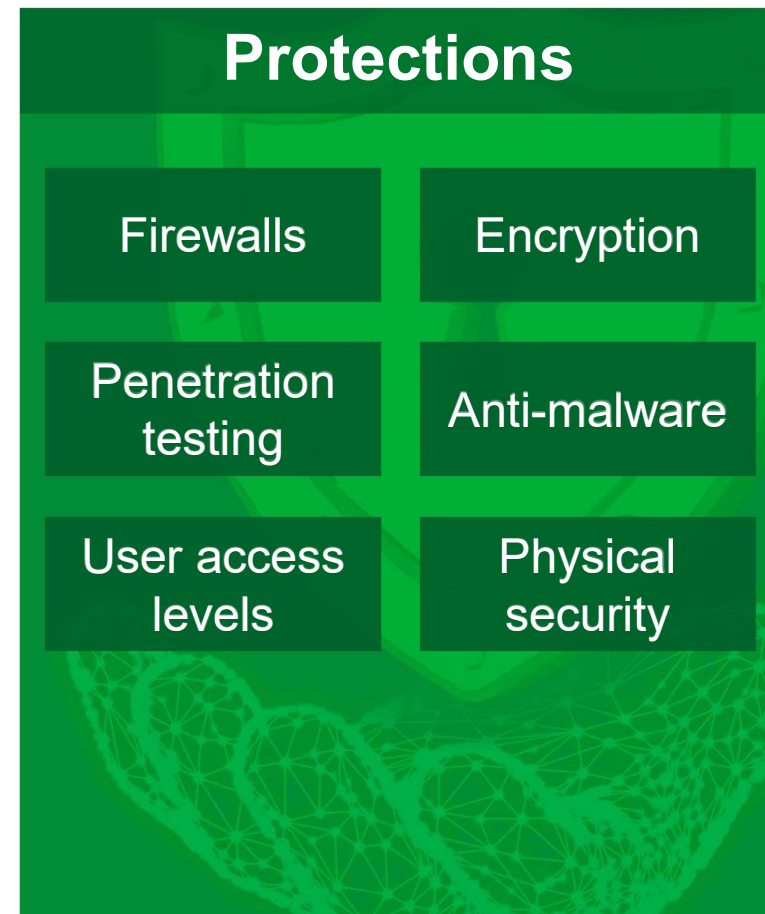 Protections
Firewalls
Encryption
Penetration
testing
Anti-malware
User access
levels
Physical
security